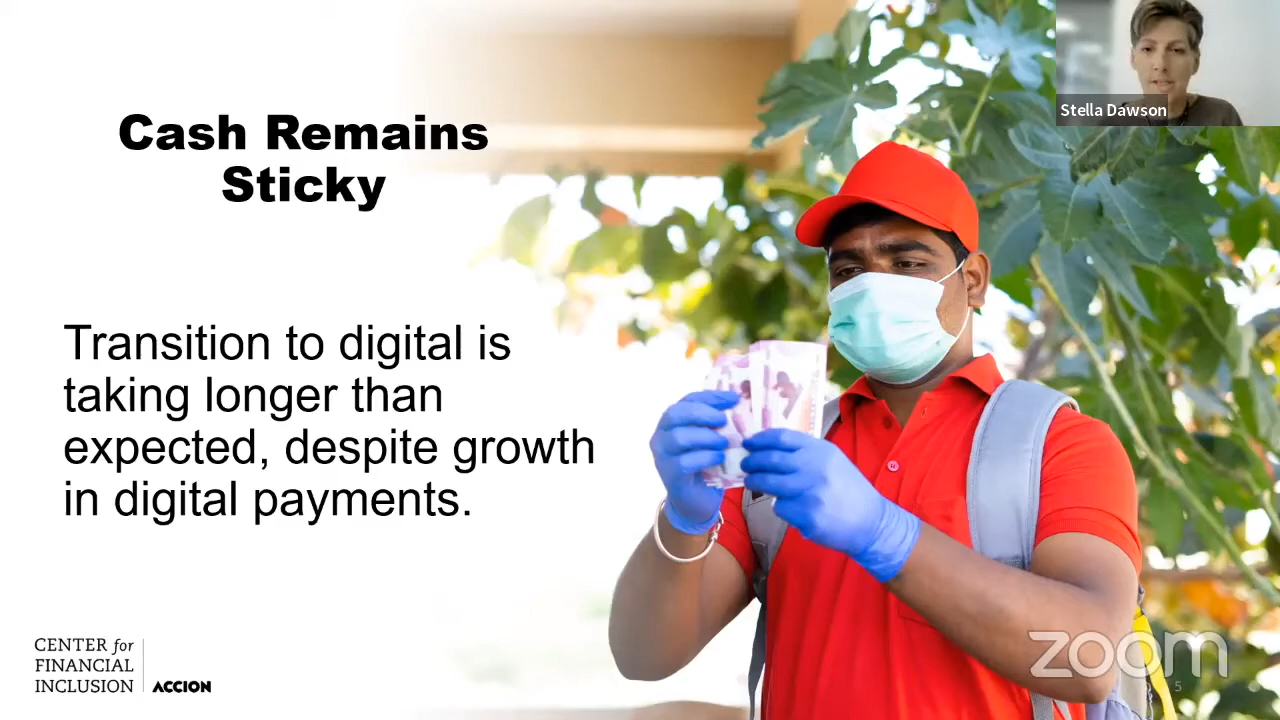 Cash Remains
Sticky
Transition to digital is
taking longer than
expected, despite growth
in digital payments.
CENTER for
FINANCIAL
INCLUSION
ACCION
Stella Dawson
zoom
5